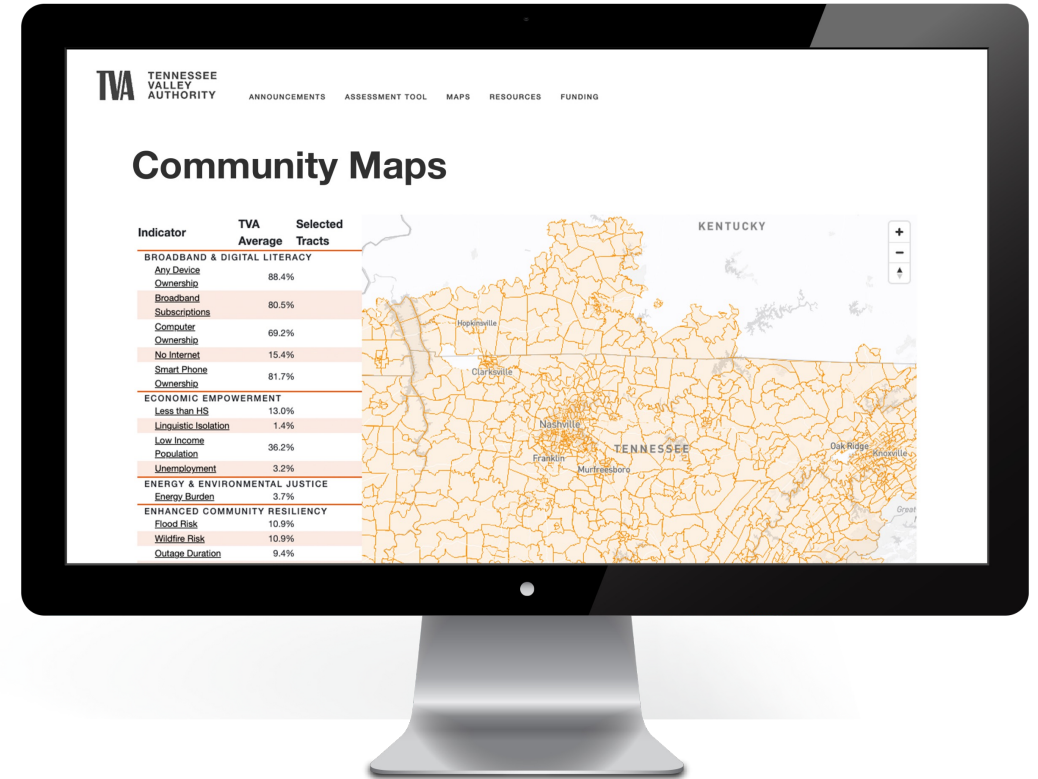 TVA TENNESSEE
VALLEY
AUTHORITY
ANNOUNCEMENTS ASSESSMENT TOOL MAPS RESOURCES FUNDING
Community Maps
Indicator TVA Average Selected Tracts
BROADBAND & DIGITAL LITERACY
Any Device
Ownership 88.4%
Broadband
Subscriptions 80.5%
Computer
Ownership 69.2%
No Internet 15.4%
Smart Phone
Ownership 81.7%
ECONOMIC EMPOWERMENT
Less than HS 13.0%
Linguistic Isolation 1.4%
Low Income
Population 36.2%
Unemployment 3.2%
ENERGY & ENVIRONMENTAL JUSTICE
Energy Burden 3.7%
ENHANCED COMMUNITY RESILIENCY
Flood Risk 10.9%
Wildfire Risk 10.9%
Outage Duration 9.4%
KENTUCKY
+
−
Hopkinsville
Clarksville
Nashville
TENNESSEE
Franklin
Murfreesboro
Oak Ridge
Knoxville
Great